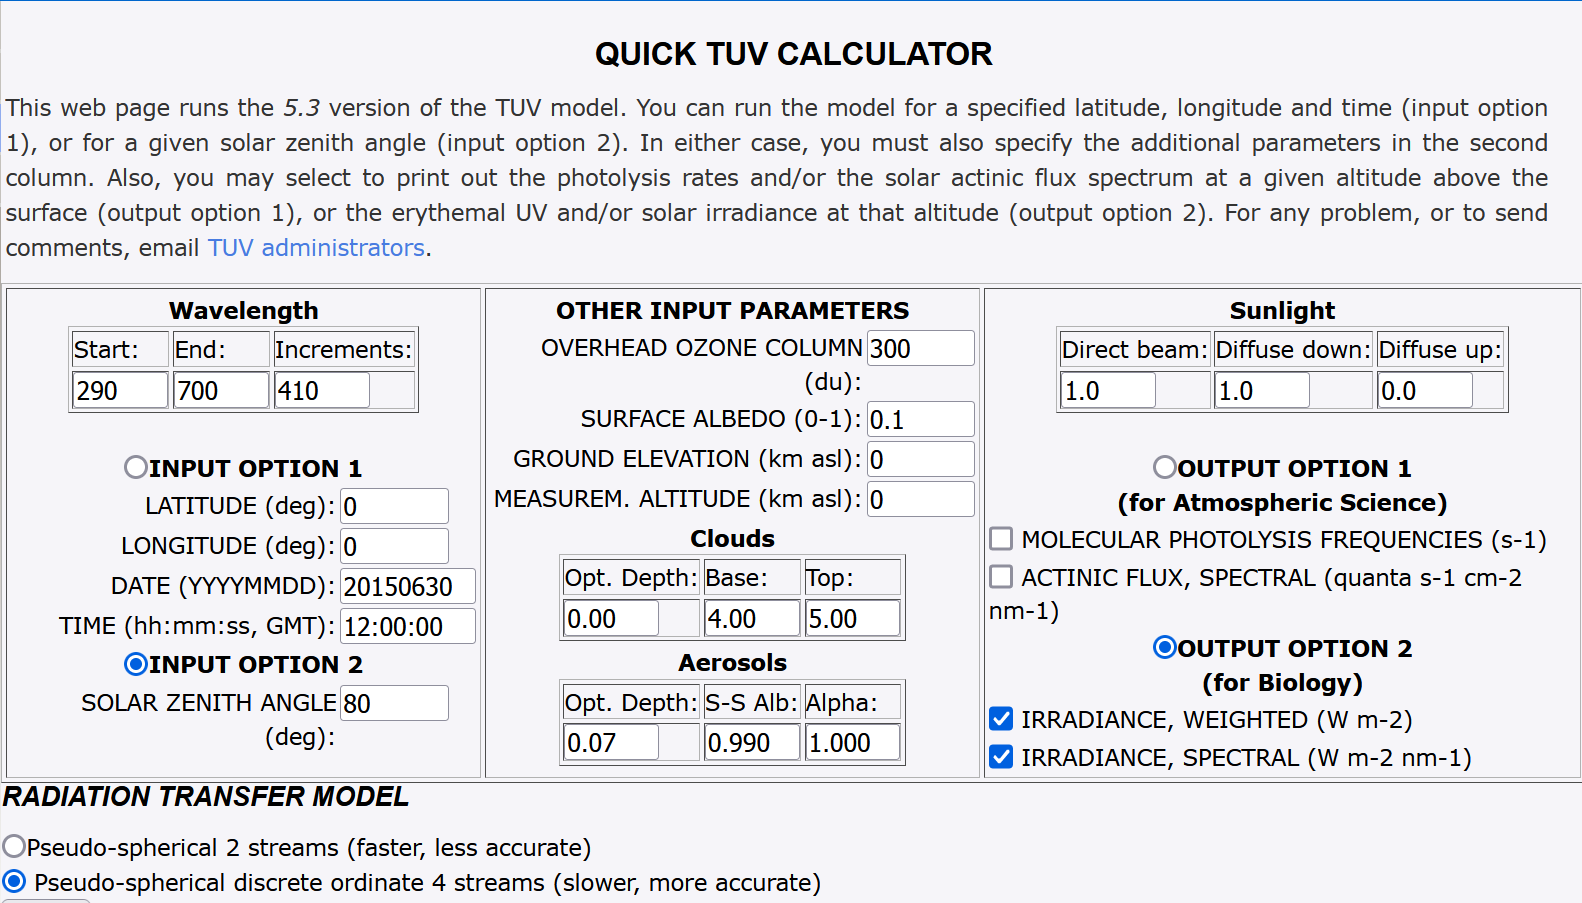 QUICK TUV CALCULATOR
This web page runs the 5.3 version of the TUV model. You can run the model for a specified latitude, longitude and time (input option
1), or for a given solar zenith angle (input option 2). In either case, you must also specify the additional parameters in the second
column. Also, you may select to print out the photolysis rates and/or the solar actinic flux spectrum at a given altitude above the
surface (output option 1), or the erythemal UV and/or solar irradiance at that altitude (output option 2). For any problem, or to send
comments, email TUV administrators.
Wavelength
Start: End: Increments:
290 700 410
INPUT OPTION 1
LATITUDE (deg): 0
LONGITUDE (deg): 0
DATE (YYYYMMDD): 20150630
TIME (hh:mm:ss, GMT): 12:00:00
INPUT OPTION 2
SOLAR ZENITH ANGLE 80
(deg):
OTHER INPUT PARAMETERS
OVERHEAD OZONE COLUMN 300
(du):
SURFACE ALBEDO (0-1): 0.1
GROUND ELEVATION (km asl): 0
MEASUREM. ALTITUDE (km asl): 0
Clouds
Opt. Depth: Base: Top:
0.00 4.00 5.00
Aerosols
Opt. Depth: S-S Alb: Alpha:
0.07 0.990 1.000
Sunlight
Direct beam: Diffuse down: Diffuse up:
1.0 1.0 0.0
OUTPUT OPTION 1
(for Atmospheric Science)
MOLECULAR PHOTOLYSIS FREQUENCIES (s-1)
ACTINIC FLUX, SPECTRAL (quanta s-1 cm-2
nm-1)
OUTPUT OPTION 2
(for Biology)
IRRADIANCE, WEIGHTED (W m-2)
IRRADIANCE, SPECTRAL (W m-2 nm-1)
RADIATION TRANSFER MODEL
Pseudo-spherical 2 streams (faster, less accurate)
Pseudo-spherical discrete ordinate 4 streams (slower, more accurate)